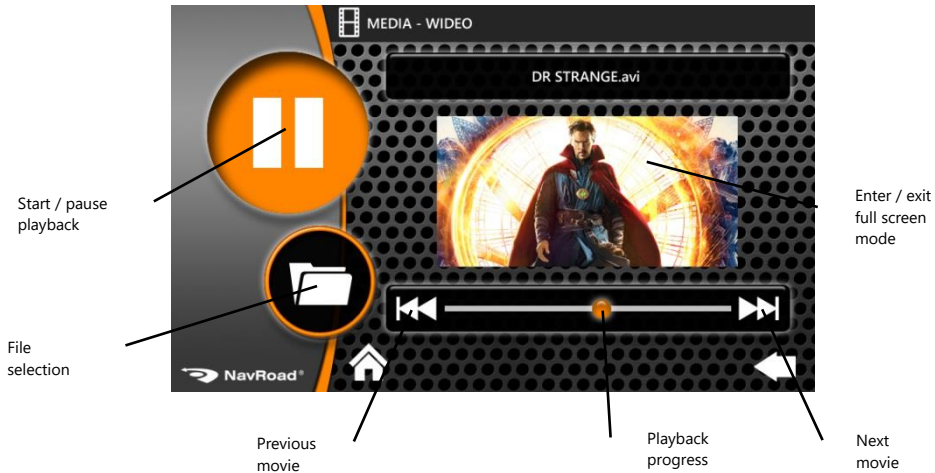 MEDIA - WIDEO
DR STRANGE.avi
Start / pause
playback
Enter / exit
full screen
mode
File
selection
NavRoad®
Previous
movie
Playback
progress
Next
movie